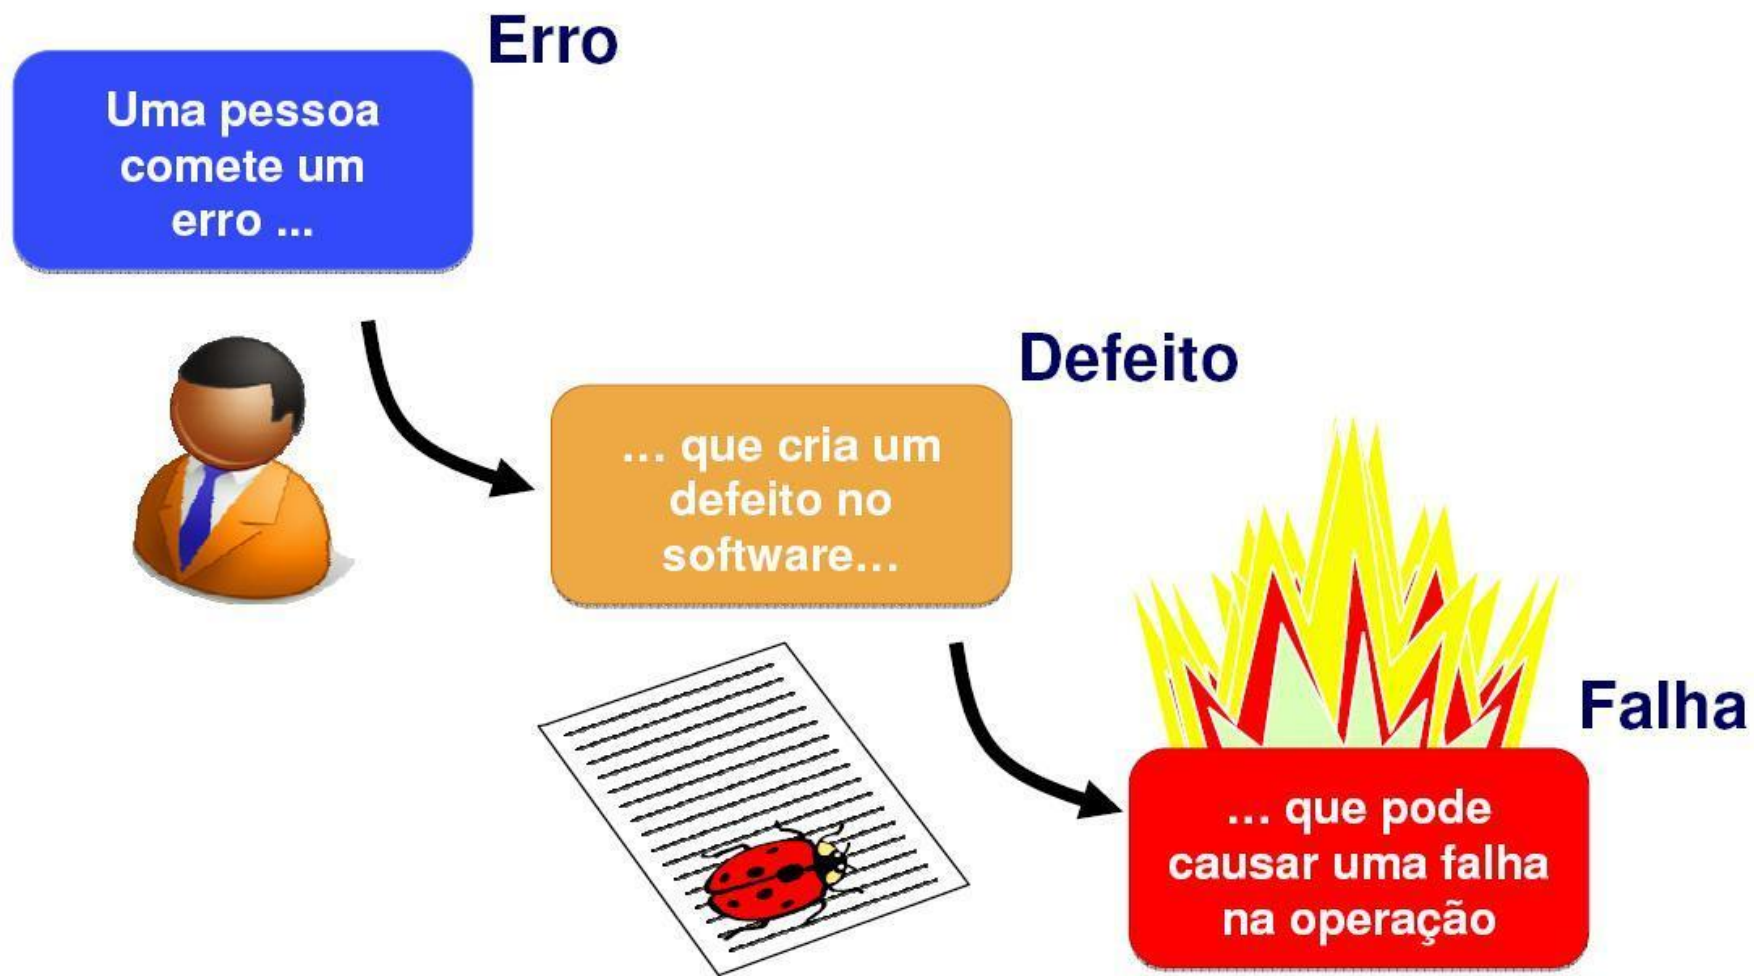 Erro
Uma pessoa
comete um
erro ...
Defeito
... que cria um
defeito no
software...
Falha
... que pode
causar uma falha
na operação